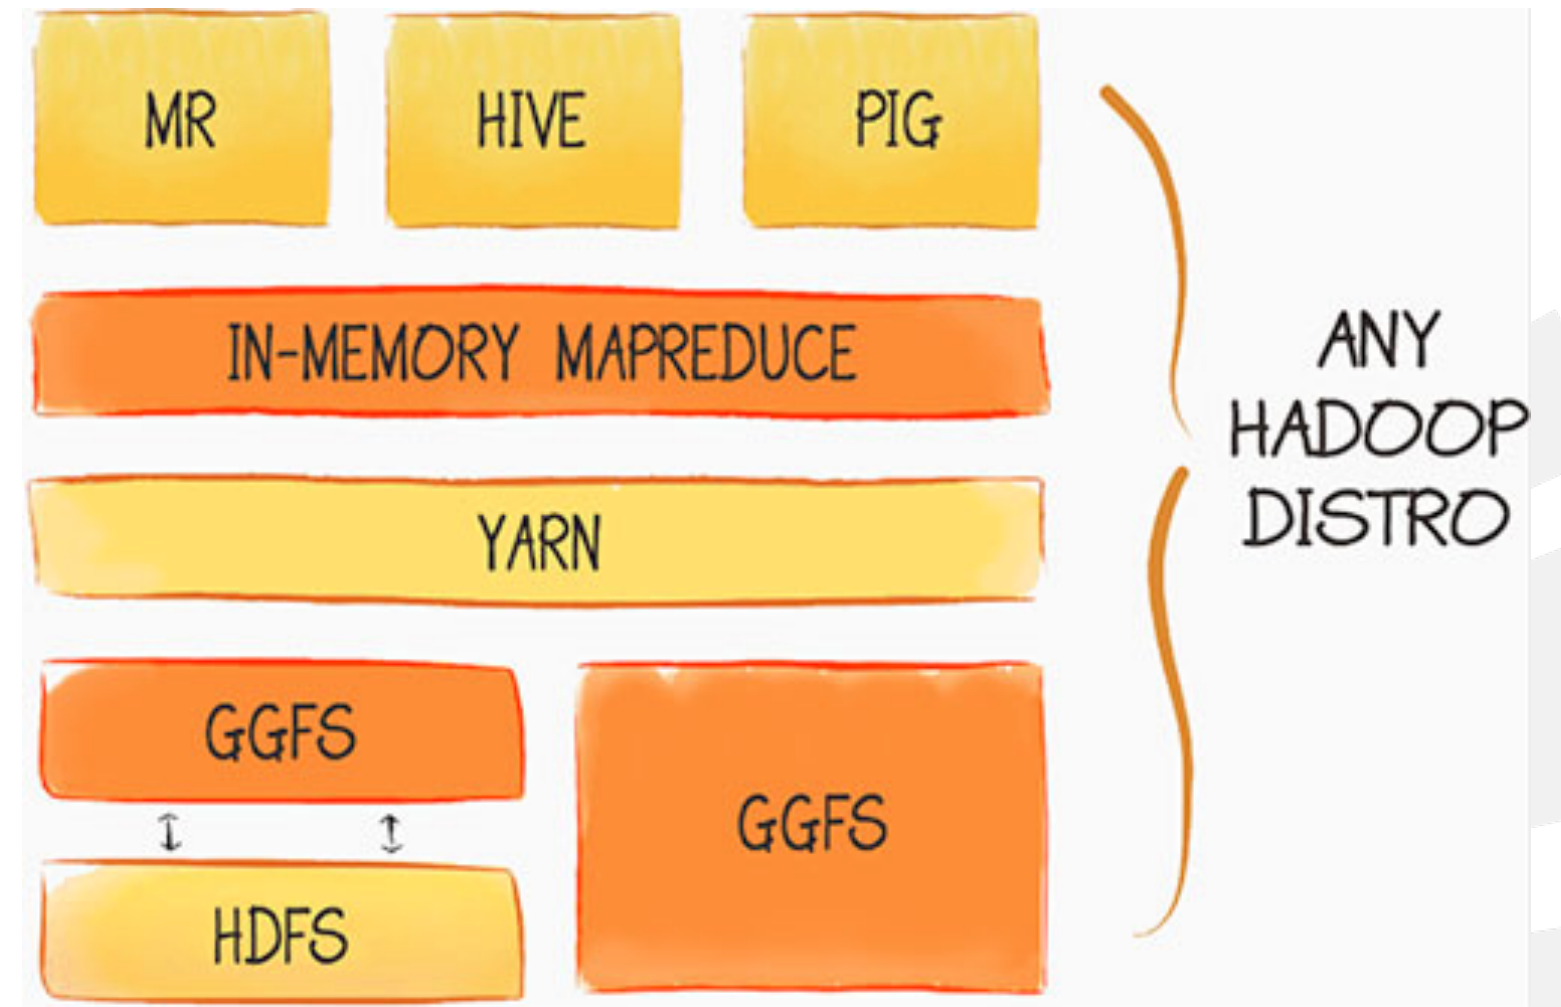 MR
HIVE
PIG
IN-MEMORY MAPREDUCE
YARN
GGFS
GGFS
HDFS
ANY
HADOOP
DISTRO